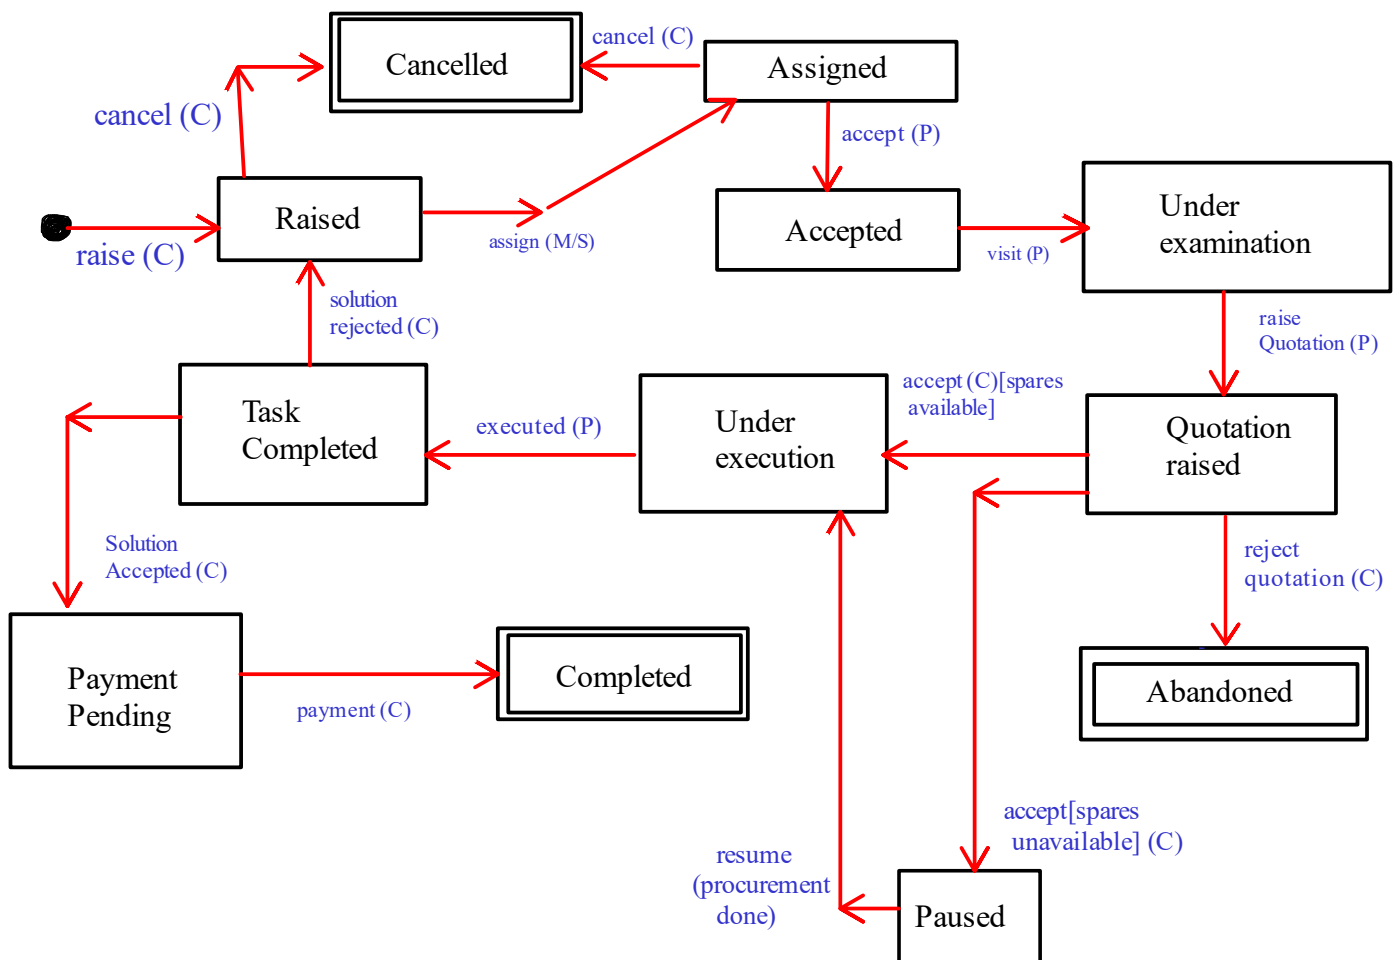 Cancelled
cancel (C)
Assigned
cancel (C)
accept (P)
Raised
raise (C)
assign (M/S)
Accepted
visit (P)
Under
examination
solution
rejected (C)
raise
Quotation (P)
Task
Completed
executed (P)
Under
execution
accept (C)[spares
available]
Quotation
raised
Solution
Accepted (C)
reject
quotation (C)
Payment
Pending
payment (C)
Completed
Abandoned
accept[spares
unavailable] (C)
resume
(procurement
done)
Paused